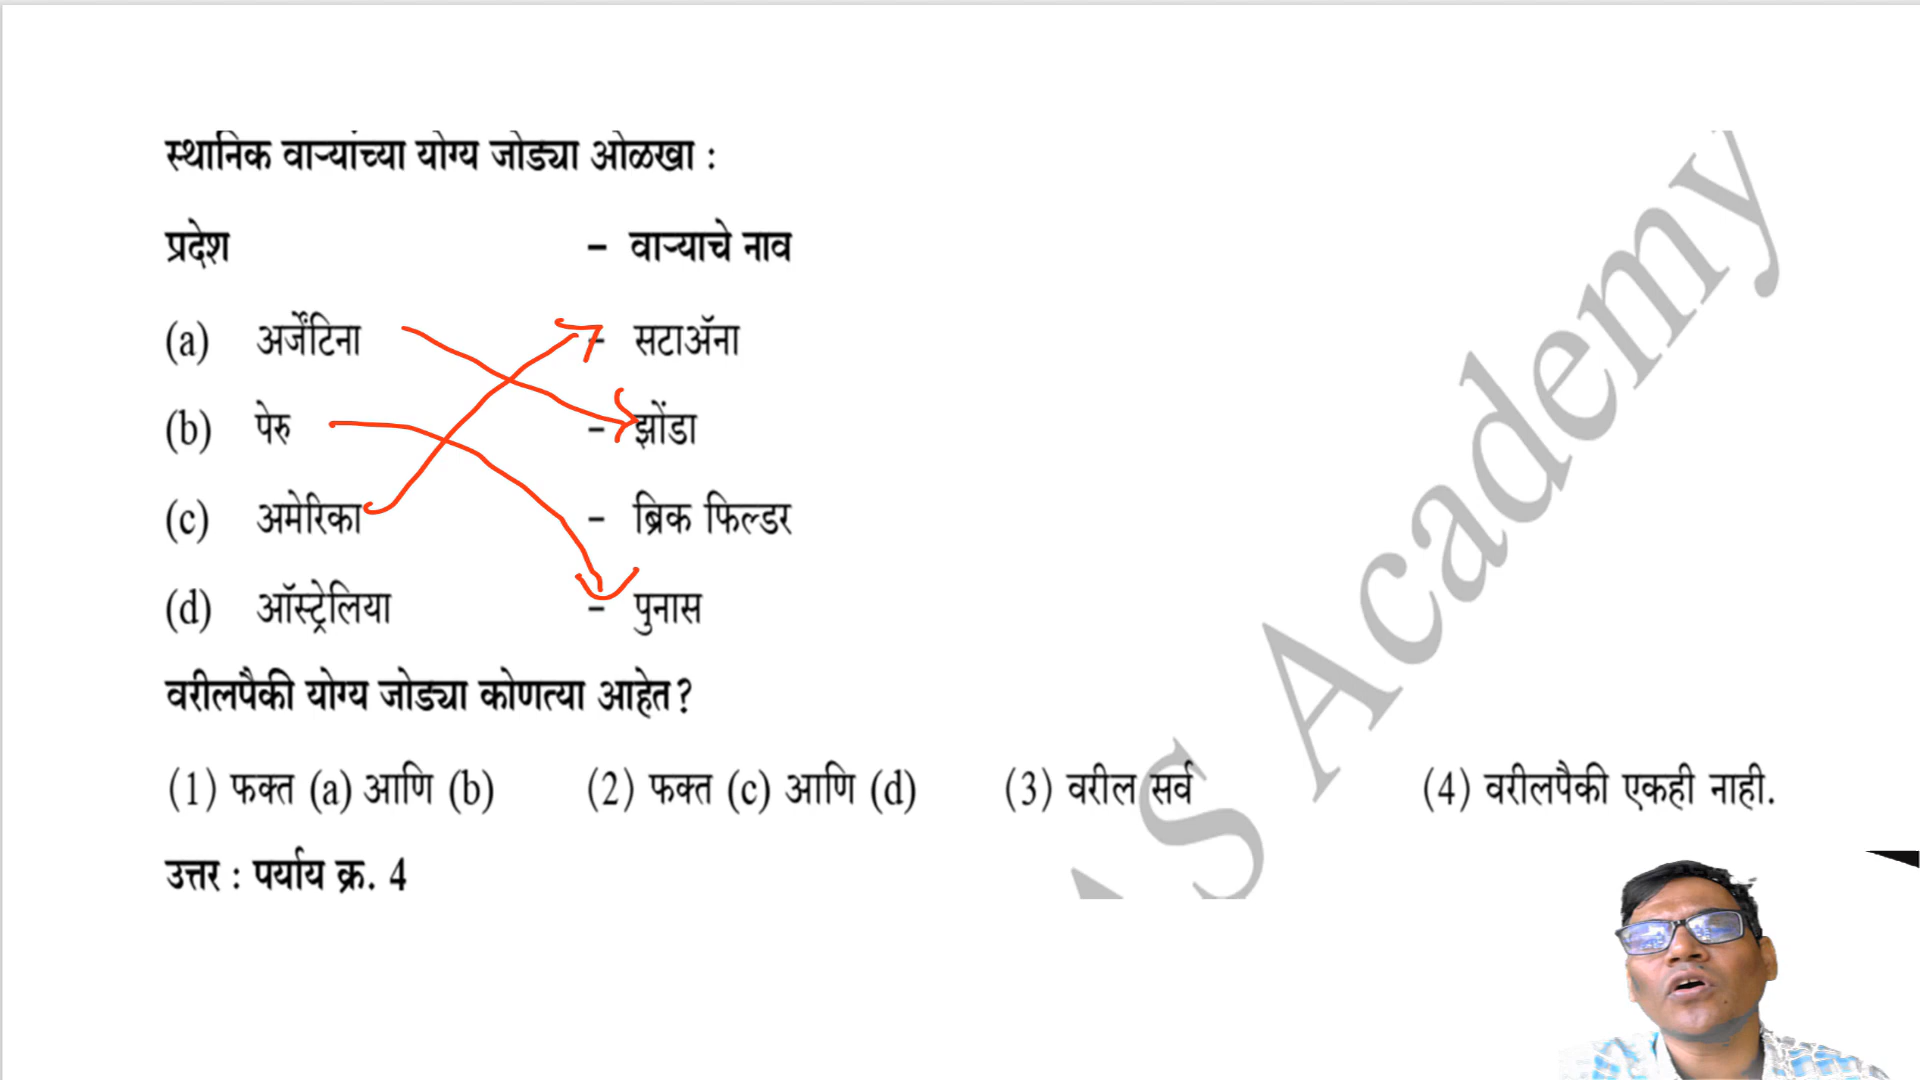 स्थानिक वाऱ्यांच्या योग्य जोड्या ओळखा :
प्रदेश – वाऱ्याचे नाव
(a) अर्जेंटिना – सटाॲना
(b) पेरु – झोंडा
(c) अमेरिका – ब्रिक फिल्डर
(d) ऑस्ट्रेलिया – पुनास
वरीलपैकी योग्य जोड्या कोणत्या आहेत?
(1) फक्त (a) आणि (b) (2) फक्त (c) आणि (d) (3) वरील सर्व (4) वरीलपैकी एकही नाही.
उत्तर : पर्याय क्र. 4
S Academy